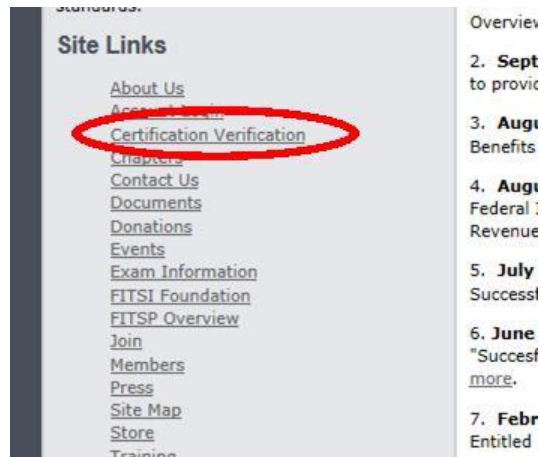 standards.
Site Links
About Us
Account Login
Certification Verification
Chapters
Contact Us
Documents
Donations
Events
Exam Information
FITSI Foundation
FITSP Overview
Join
Members
Press
Site Map
Store
Training
Overview
2. Sept
to provid
3. Augu
Benefits
4. Augu
Federal I
Revenue
5. July
Successf
6. June
"Succesf
more.
7. Febr
Entitled